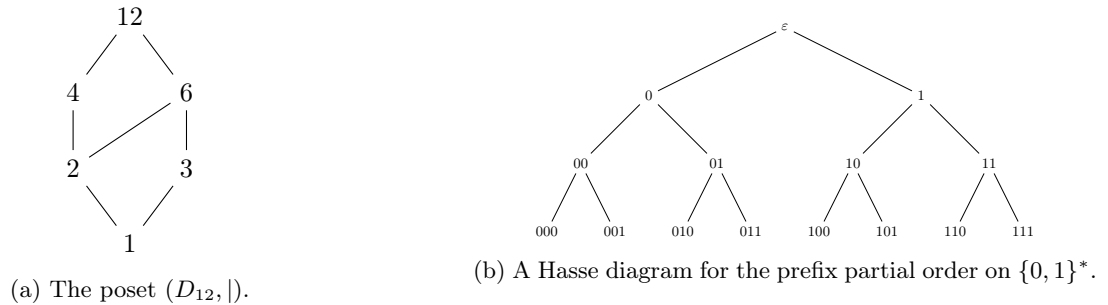 12
4 6
2 3
1
(a) The poset (D₁₂, |).
ε
0 1
00 01 10 11
000 001 010 011 100 101 110 111
(b) A Hasse diagram for the prefix partial order on {0, 1}*.